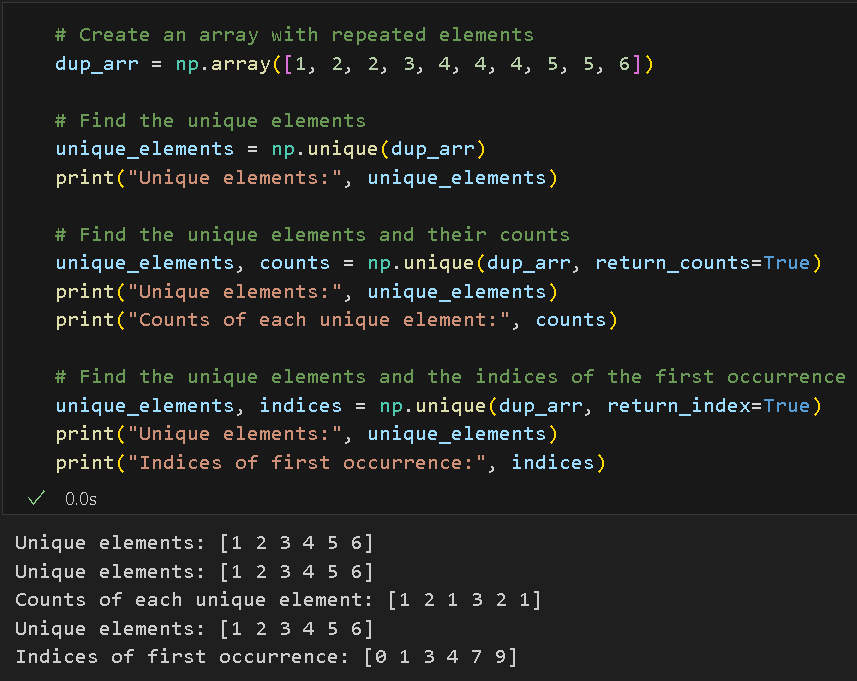 # Create an array with repeated elements
dup_arr = np.array([1, 2, 2, 3, 4, 4, 4, 5, 5, 6])
# Find the unique elements
unique_elements = np.unique(dup_arr)
print("Unique elements:", unique_elements)
# Find the unique elements and their counts
unique_elements, counts = np.unique(dup_arr, return_counts=True)
print("Unique elements:", unique_elements)
print("Counts of each unique element:", counts)
# Find the unique elements and the indices of the first occurrence
unique_elements, indices = np.unique(dup_arr, return_index=True)
print("Unique elements:", unique_elements)
print("Indices of first occurrence:", indices)
✓ 0.0s
Unique elements: [1 2 3 4 5 6]
Unique elements: [1 2 3 4 5 6]
Counts of each unique element: [1 2 1 3 2 1]
Unique elements: [1 2 3 4 5 6]
Indices of first occurrence: [0 1 3 4 7 9]